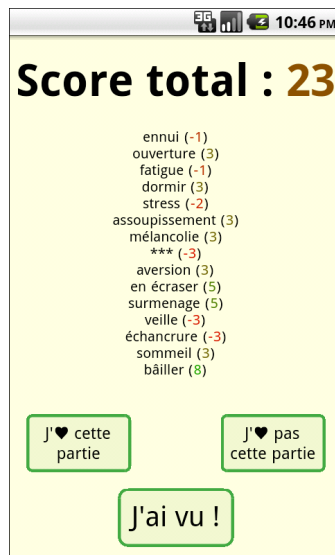 3G 10:46 PM
Score total : 23
ennui (-1)
ouverture (3)
fatigue (-1)
dormir (3)
stress (-2)
assoupissement (3)
mélancolie (3)
*** (-3)
aversion (3)
en écraser (5)
surmenage (5)
veille (-3)
échancrure (-3)
sommeil (3)
bâiller (8)
J'♥ cette
partie
J'♥ pas
cette partie
J'ai vu !